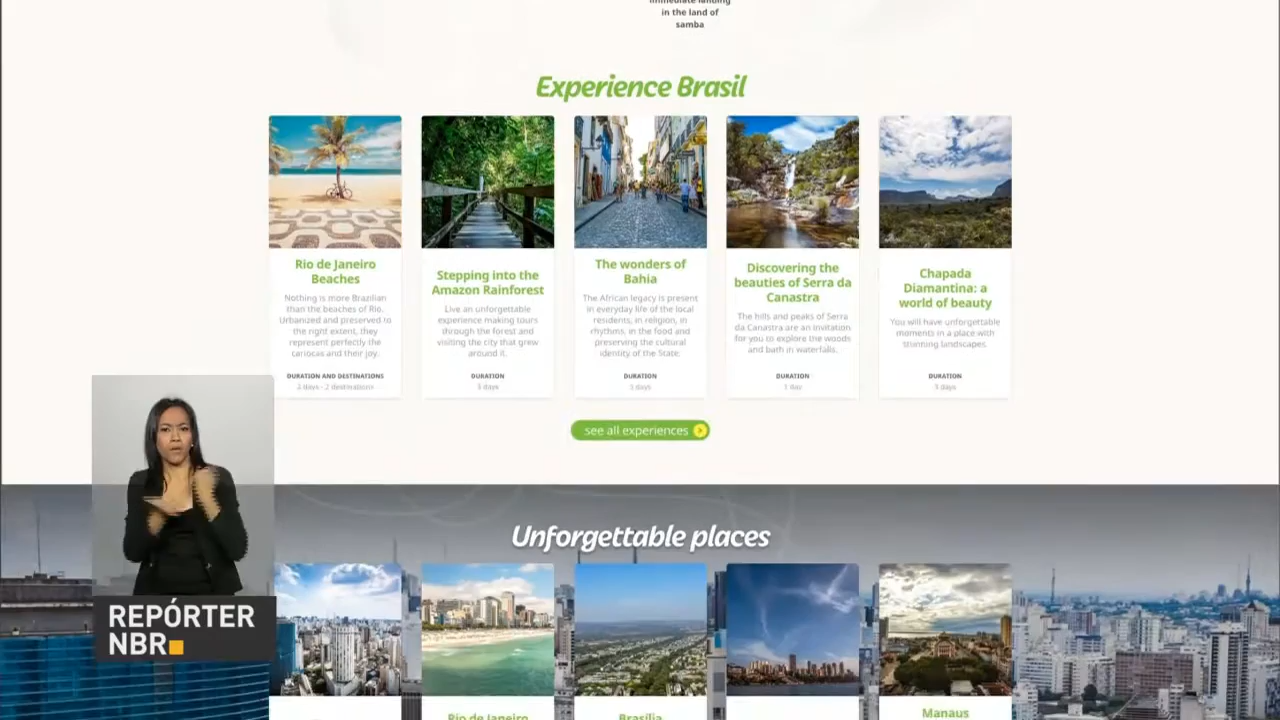 in the land of
samba
Experience Brasil
Rio de Janeiro
Beaches
Nothing is more Brazilian
than the beaches of Rio.
Urbanized and preserved to
the right extent, they
represent perfectly the
cariocas and their joy.
DURATION AND DESTINATIONS
2 days - 2 destinations
Stepping into the
Amazon Rainforest
Live an unforgettable
experience making tours
through the forest and
visiting the city that grew
around it.
DURATION
The wonders of
Bahia
The African legacy is present
in everyday life of the local
residents, in religion, in
rhythms, in the food and
preserving the cultural
identity of the State.
DURATION
Discovering the
beauties of Serra da
Canastra
The hills and peaks of Serra
da Canastra are an invitation
for you to explore the woods
and bath in waterfalls.
DURATION
1 day
Chapada
Diamantina: a
world of beauty
You will have unforgettable
moments in a place with
stunning landscapes.
DURATION
see all experiences
Unforgettable places
Rio de Janeiro
Brasília
Manaus
REPÓRTER
NBR